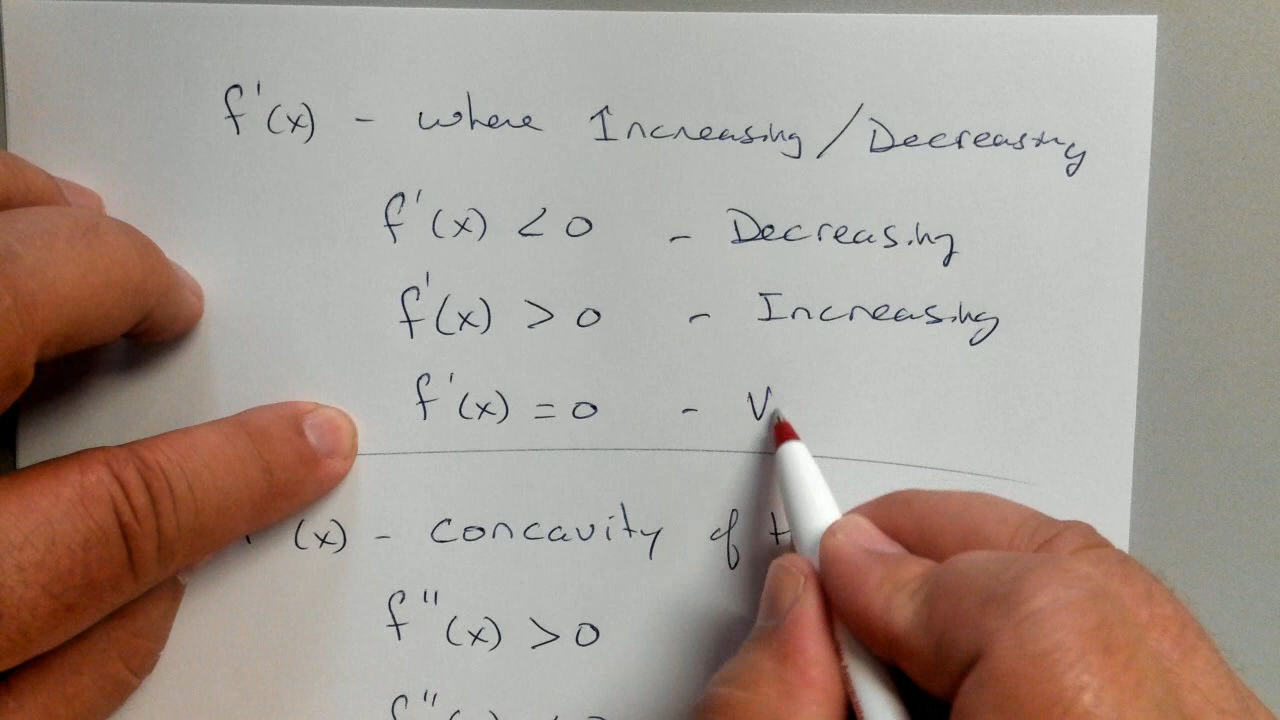 f'(x) - where Increasing/Decreasing
f'(x) < 0 - Decreasing
f'(x) > 0 - Increasing
f'(x) = 0 - V
(x) - concavity of t
f"(x) > 0
f"(